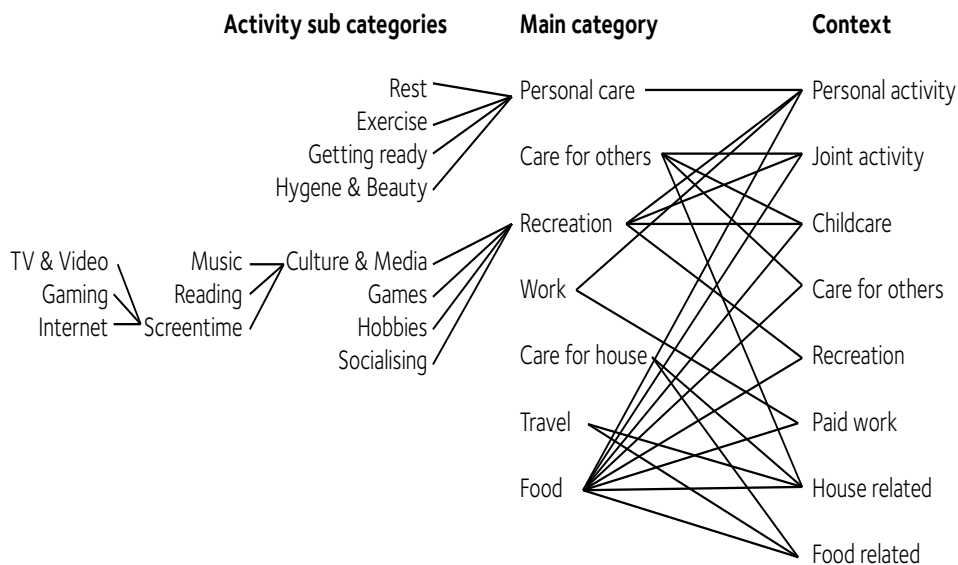 Activity sub categories Main category Context
Rest Personal care Personal activity
Exercise
Getting ready Care for others Joint activity
Hygene & Beauty
Recreation Childcare
TV & Video Music Culture & Media
Gaming Reading Games Work Care for others
Internet Screentime Hobbies
Socialising Care for house Recreation
Travel Paid work
Food House related
Food related